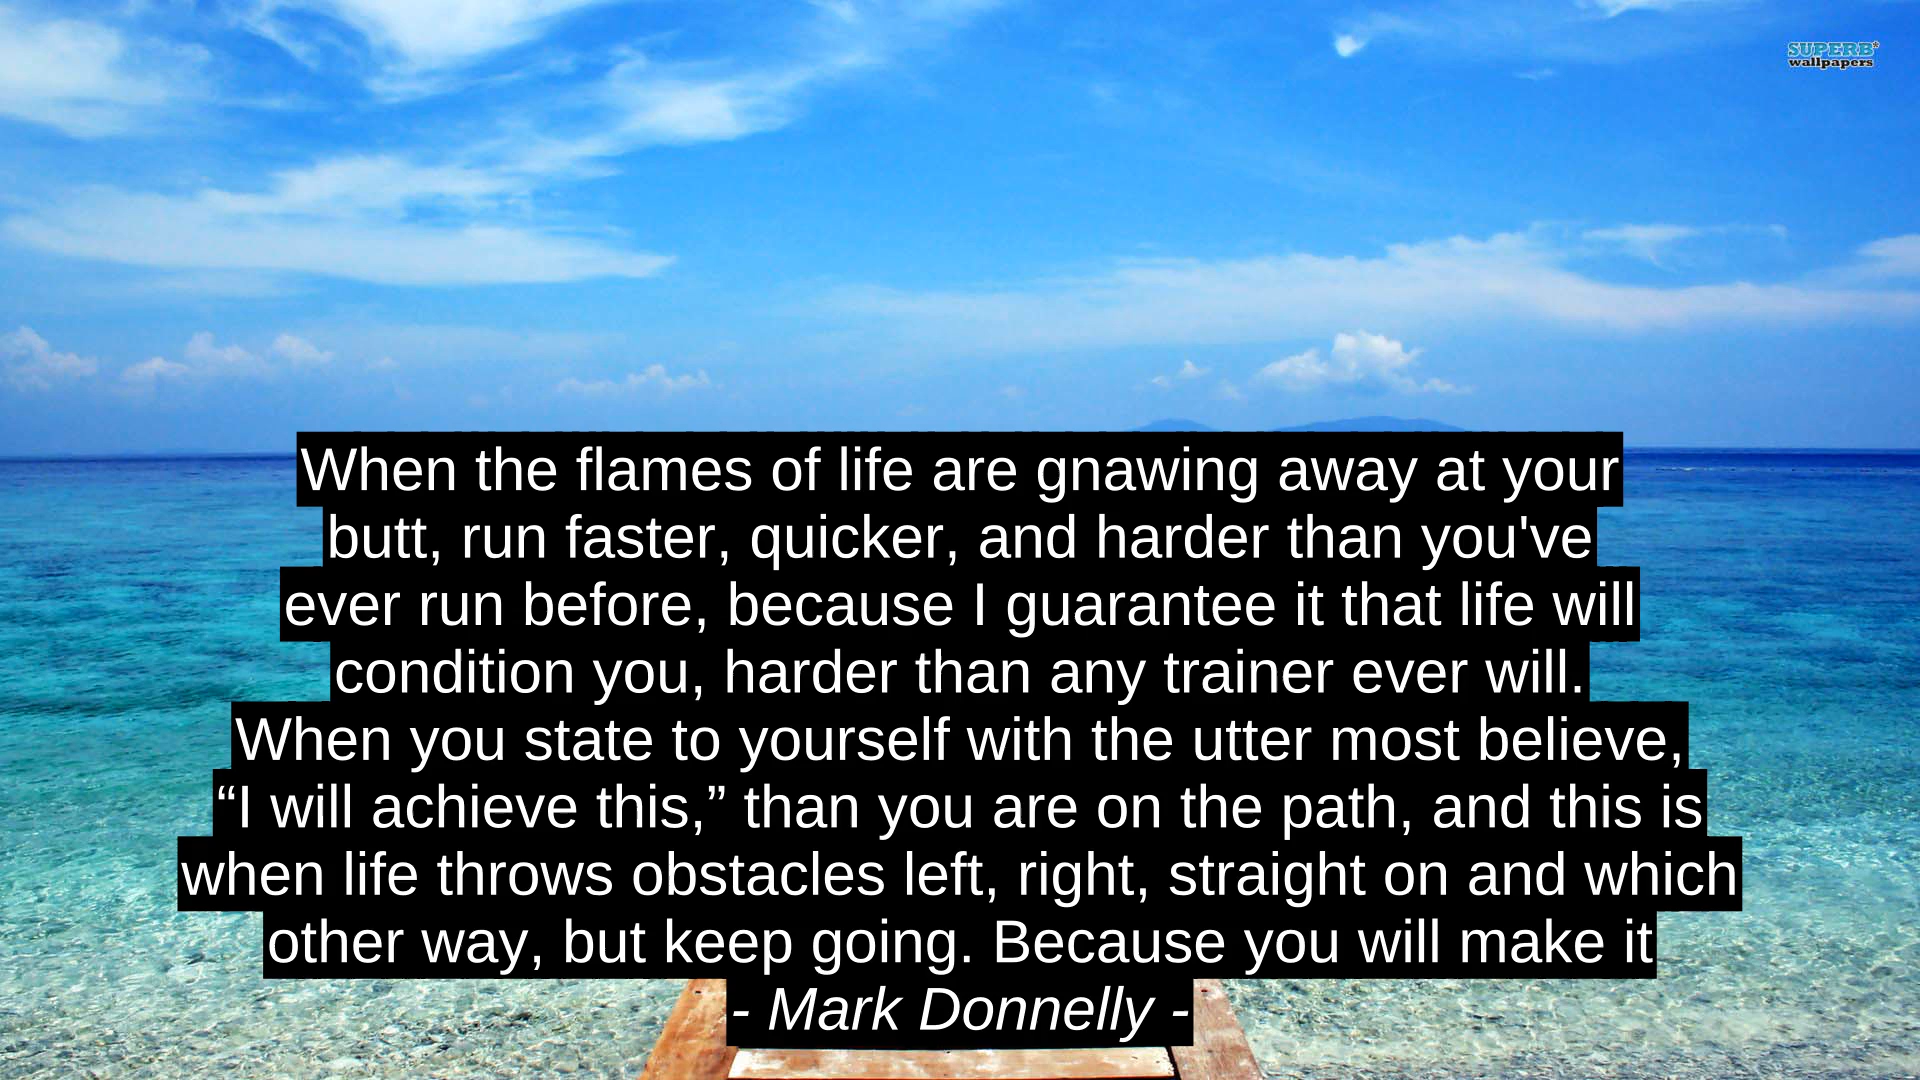 SUPERB
wallpapers
When the flames of life are gnawing away at your
butt, run faster, quicker, and harder than you've
ever run before, because I guarantee it that life will
condition you, harder than any trainer ever will.
When you state to yourself with the utter most believe,
“I will achieve this,” than you are on the path, and this is
when life throws obstacles left, right, straight on and which
other way, but keep going. Because you will make it
- Mark Donnelly -